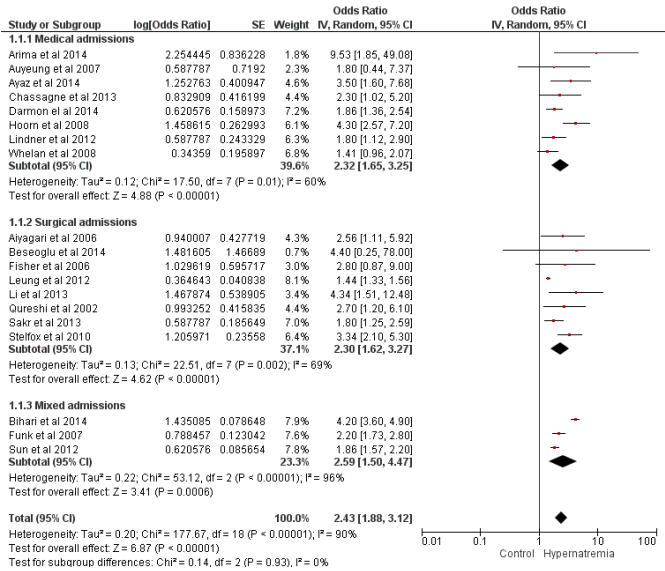 Odds Ratio Odds Ratio
Study or Subgroup log[Odds Ratio] SE Weight IV, Random, 95% CI IV, Random, 95% CI
1.1.1 Medical admissions
Arima et al 2014 2.254445 0.836228 1.8% 9.53 [1.85, 49.08]
Auyeung et al 2007 0.587787 0.7192 2.3% 1.80 [0.44, 7.37]
Ayaz et al 2014 1.252763 0.400947 4.5% 3.50 [1.60, 7.68]
Chassagne et al 2013 0.832909 0.416199 4.4% 2.30 [1.02, 5.20]
Darmon et al 2014 0.620576 0.158973 7.3% 1.86 [1.36, 2.54]
Hoorn et al 2008 1.458615 0.262993 6.1% 4.30 [2.57, 7.20]
Lindner et al 2012 0.587787 0.243329 6.3% 1.80 [1.12, 2.90]
Whelan et al 2008 0.34359 0.195897 6.8% 1.41 [0.96, 2.07]
Subtotal (95% CI) 39.6% 2.32 [1.65, 3.25]
Heterogeneity: Tau² = 0.12; Chi² = 17.50, df = 7 (P = 0.01); I² = 60%
Test for overall effect: Z = 4.88 (P < 0.00001)
1.1.2 Surgical admissions
Aiyagari et al 2006 0.940007 0.427719 4.3% 2.56 [1.11, 5.92]
Beseoglu et al 2014 1.481605 1.46689 0.7% 4.40 [0.25, 78.00]
Fisher et al 2006 1.029619 0.595717 3.0% 2.80 [0.87, 9.00]
Leung et al 2012 0.364643 0.040838 8.0% 1.44 [1.33, 1.56]
Li et al 2013 1.467874 0.538905 3.4% 4.34 [1.51, 12.48]
Qureshi et al 2002 0.993252 0.415835 4.4% 2.70 [1.20, 6.10]
Sakr et al 2013 0.587787 0.185649 7.0% 1.80 [1.25, 2.59]
Stelfox et al 2010 1.205971 0.23558 6.4% 3.34 [2.10, 5.30]
Subtotal (95% CI) 37.1% 2.30 [1.62, 3.27]
Heterogeneity: Tau² = 0.13; Chi² = 22.51, df = 7 (P = 0.002); I² = 69%
Test for overall effect: Z = 4.62 (P < 0.00001)
1.1.3 Mixed admissions
Bihari et al 2014 1.435085 0.078648 7.9% 4.20 [3.60, 4.90]
Funk et al 2007 0.788457 0.123042 7.6% 2.20 [1.73, 2.80]
Sun et al 2012 0.620576 0.085654 7.8% 1.86 [1.57, 2.20]
Subtotal (95% CI) 23.3% 2.59 [1.50, 4.47]
Heterogeneity: Tau² = 0.22; Chi² = 53.12, df = 2 (P < 0.00001); I² = 96%
Test for overall effect: Z = 3.41 (P = 0.0006)
Total (95% CI) 100.0% 2.43 [1.88, 3.12]
Heterogeneity: Tau² = 0.20; Chi² = 177.67, df = 18 (P < 0.00001); I² = 90%
Test for overall effect: Z = 6.87 (P < 0.00001)
Test for subgroup differences: Chi² = 0.14, df = 2 (P = 0.93), I² = 0%
0.01 0.1 1 10 100
Control Hypernatremia